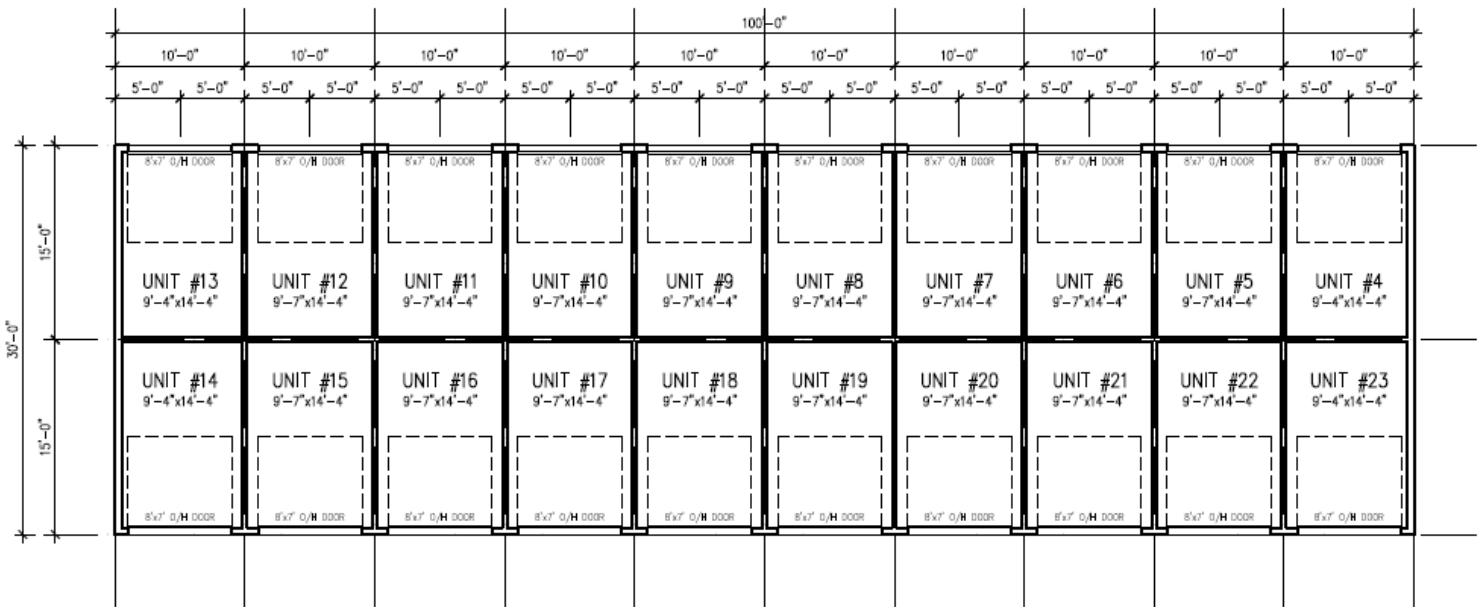 100'-0"
10'-0" 10'-0" 10'-0" 10'-0" 10'-0" 10'-0" 10'-0" 10'-0" 10'-0" 10'-0"
5'-0" 5'-0" 5'-0" 5'-0" 5'-0" 5'-0" 5'-0" 5'-0" 5'-0" 5'-0" 5'-0" 5'-0" 5'-0" 5'-0" 5'-0" 5'-0" 5'-0" 5'-0" 5'-0" 5'-0"
8'x7' O/H DOOR 8'x7' O/H DOOR 8'x7' O/H DOOR 8'x7' O/H DOOR 8'x7' O/H DOOR 8'x7' O/H DOOR 8'x7' O/H DOOR 8'x7' O/H DOOR 8'x7' O/H DOOR 8'x7' O/H DOOR
15'-0"
UNIT #13 UNIT #12 UNIT #11 UNIT #10 UNIT #9 UNIT #8 UNIT #7 UNIT #6 UNIT #5 UNIT #4
9'-4"x14'-4" 9'-7"x14'-4" 9'-7"x14'-4" 9'-7"x14'-4" 9'-7"x14'-4" 9'-7"x14'-4" 9'-7"x14'-4" 9'-7"x14'-4" 9'-7"x14'-4" 9'-4"x14'-4"
30'-0"
UNIT #14 UNIT #15 UNIT #16 UNIT #17 UNIT #18 UNIT #19 UNIT #20 UNIT #21 UNIT #22 UNIT #23
9'-4"x14'-4" 9'-7"x14'-4" 9'-7"x14'-4" 9'-7"x14'-4" 9'-7"x14'-4" 9'-7"x14'-4" 9'-7"x14'-4" 9'-7"x14'-4" 9'-7"x14'-4" 9'-4"x14'-4"
15'-0"
8'x7' O/H DOOR 8'x7' O/H DOOR 8'x7' O/H DOOR 8'x7' O/H DOOR 8'x7' O/H DOOR 8'x7' O/H DOOR 8'x7' O/H DOOR 8'x7' O/H DOOR 8'x7' O/H DOOR 8'x7' O/H DOOR